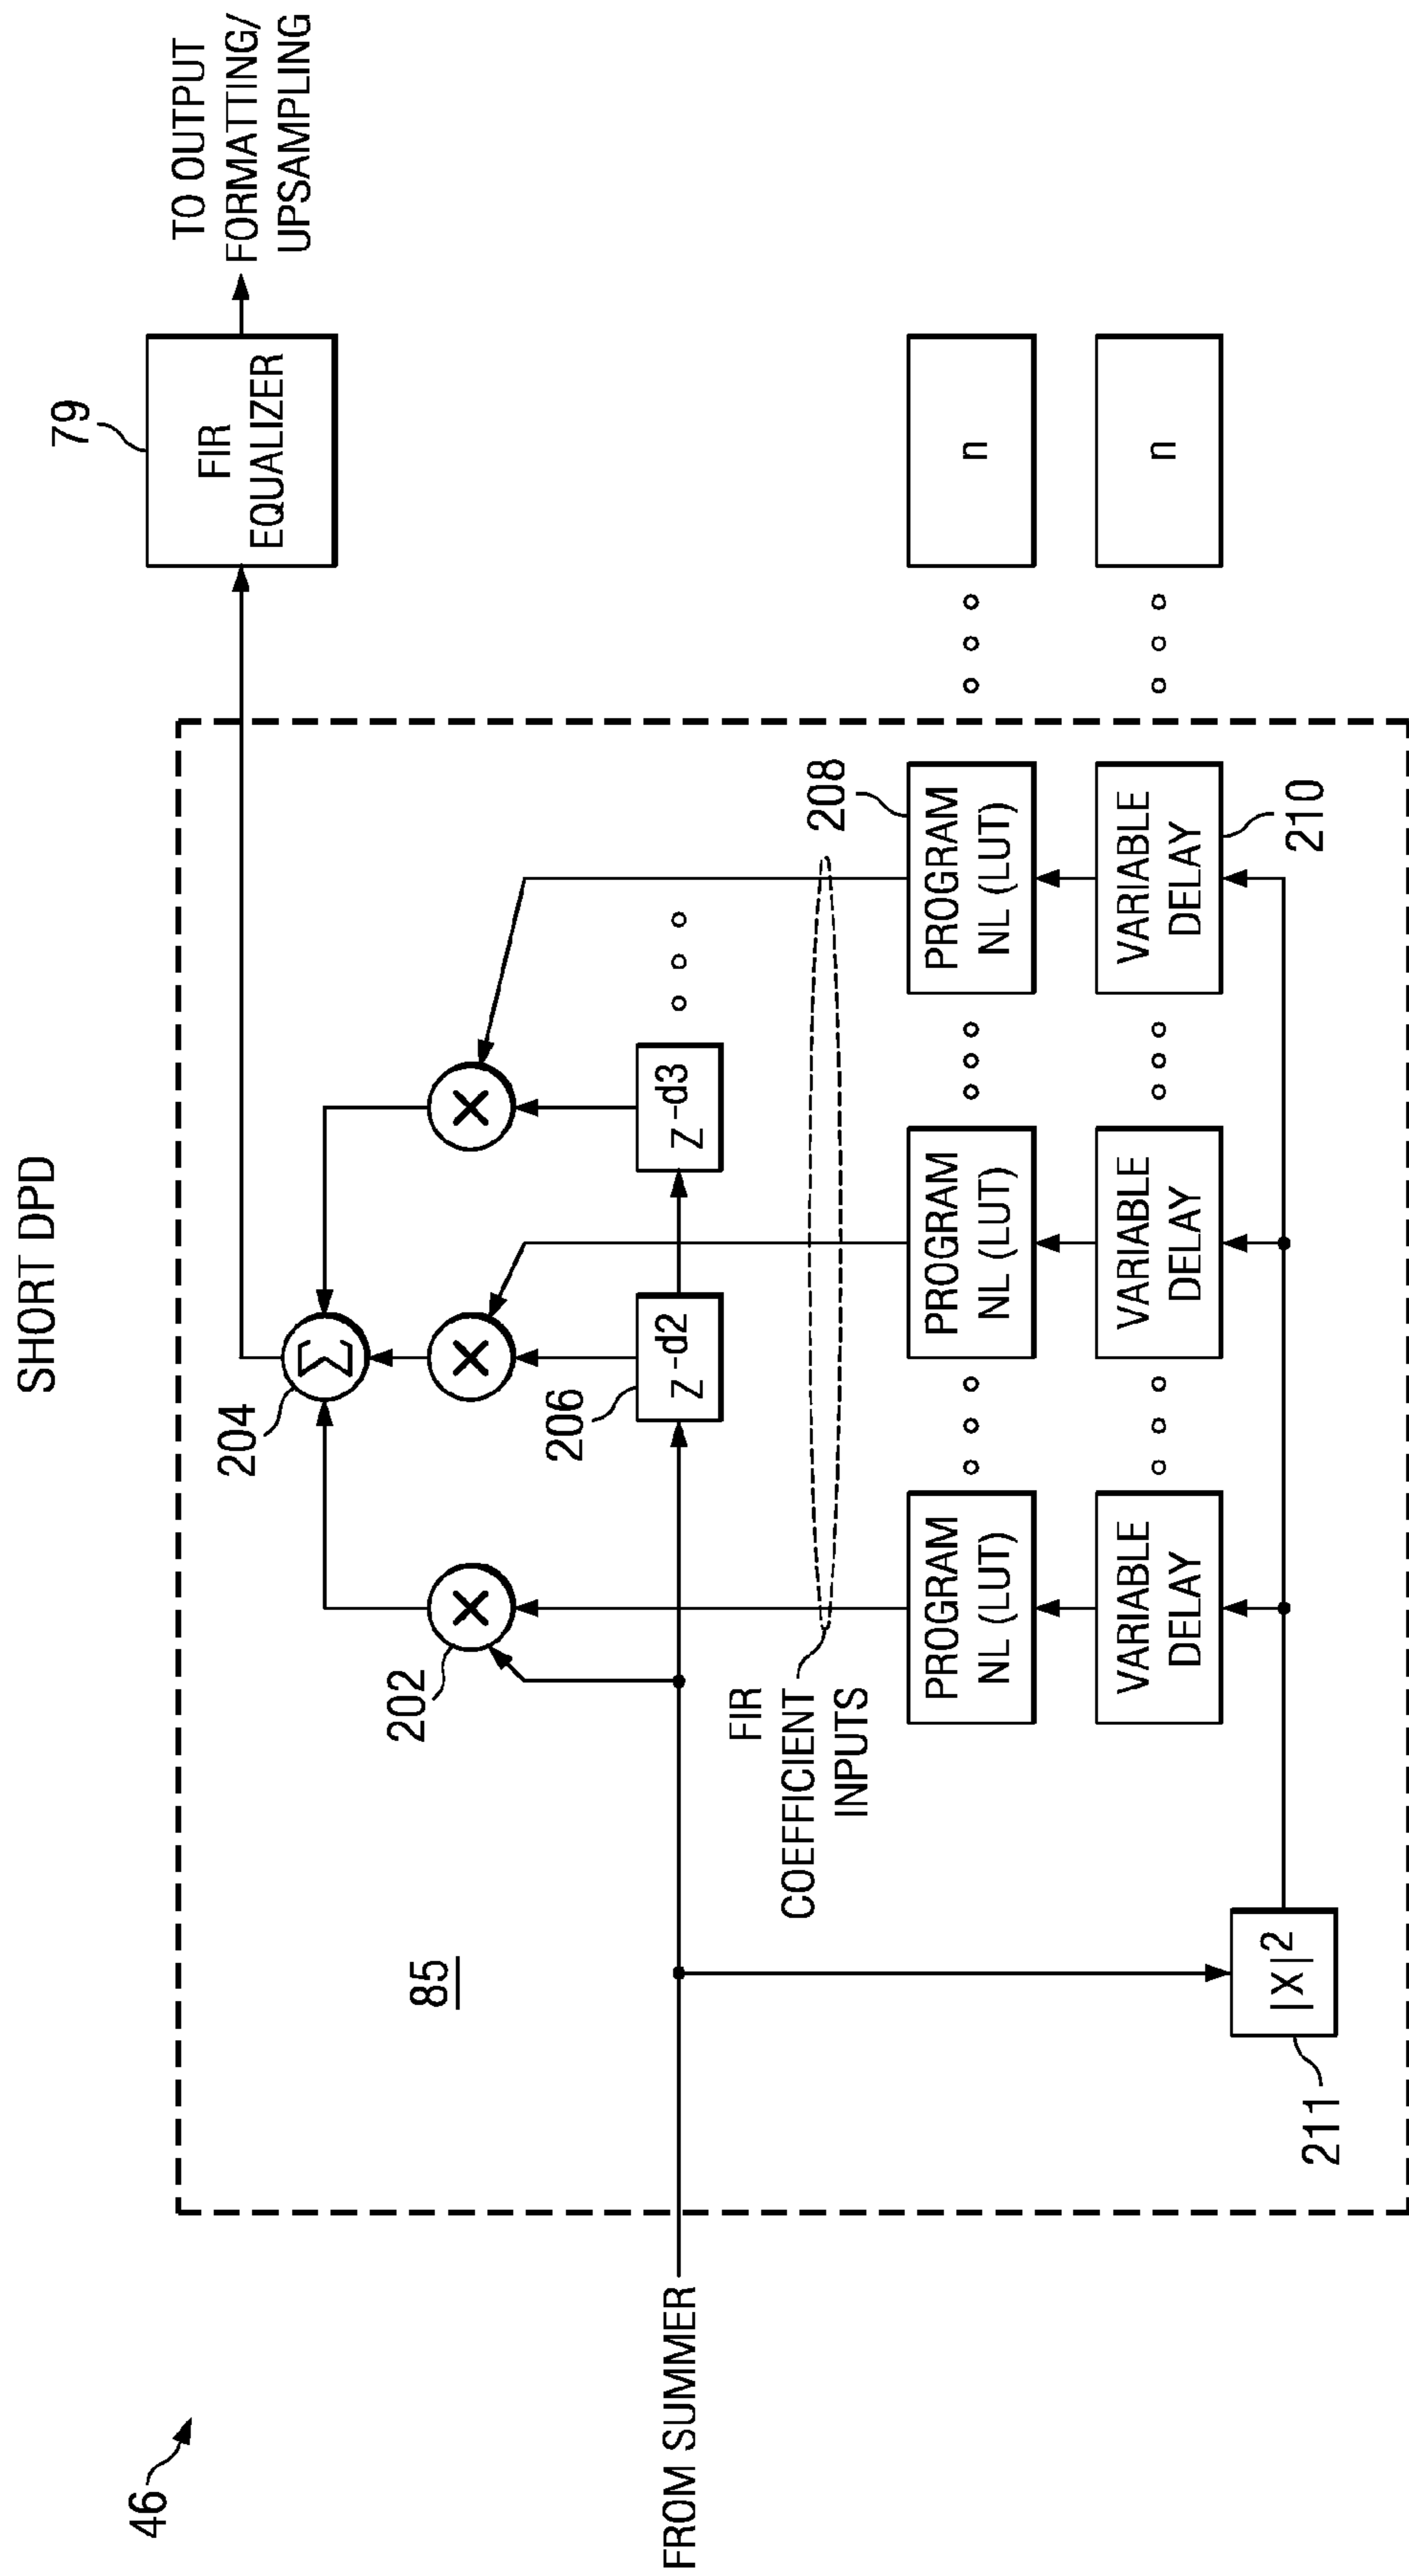 SHORT DPD
46
FROM SUMMER
85
211
|X|²
202
X
204
Σ
X
X
206
Z⁻ᵈ²
Z⁻ᵈ³
FIR
COEFFICIENT
INPUTS
PROGRAM
NL (LUT)
PROGRAM
NL (LUT)
PROGRAM
NL (LUT)
208
n
VARIABLE
DELAY
VARIABLE
DELAY
VARIABLE
DELAY
210
n
79
FIR
EQUALIZER
TO OUTPUT
FORMATTING/
UPSAMPLING